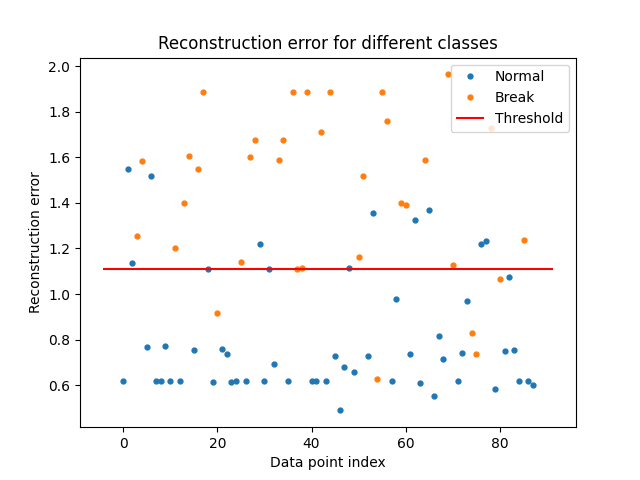 Reconstruction error for different classes
Reconstruction error
2.0
1.8
1.6
1.4
1.2
1.0
0.8
0.6
Normal
Break
Threshold
0 20 40 60 80
Data point index